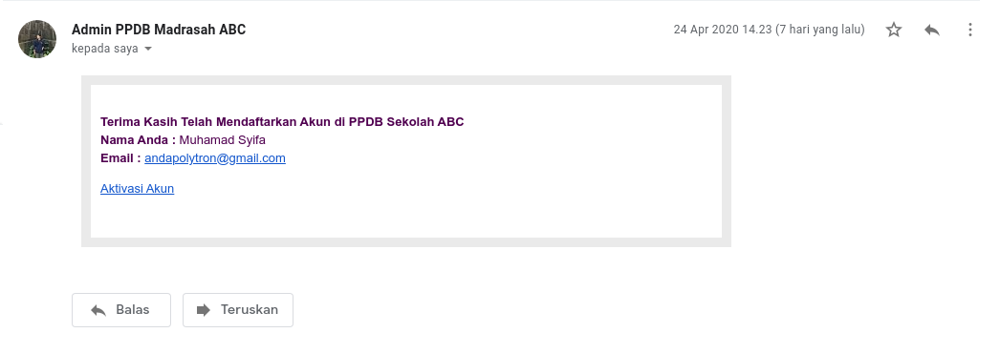 Admin PPDB Madrasah ABC
24 Apr 2020 14.23 (7 hari yang lalu)
kepada saya
Terima Kasih Telah Mendaftarkan Akun di PPDB Sekolah ABC
Nama Anda : Muhamad Syifa
Email : andapolytron@gmail.com
Aktivasi Akun
Balas
Teruskan